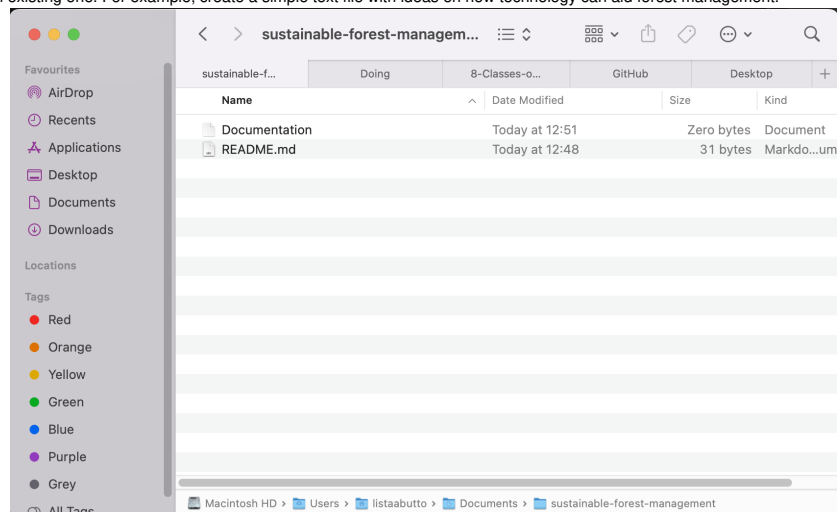 existing one. For example, create a simple text file with ideas on how technology can aid forest management.
sustainable-forest-managem...
sustainable-f... Doing 8-Classes-o... GitHub Desktop +
Name Date Modified Size Kind
Documentation Today at 12:51 Zero bytes Document
README.md Today at 12:48 31 bytes Markdo...um
Favourites
AirDrop
Recents
Applications
Desktop
Documents
Downloads
Locations
Tags
Red
Orange
Yellow
Green
Blue
Purple
Grey
All Tags
Macintosh HD > Users > listaabutto > Documents > sustainable-forest-management